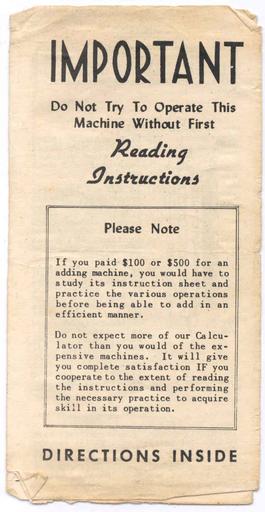 IMPORTANT
Do Not Try To Operate This
Machine Without First
Reading
Instructions
Please Note
If you paid $100 or $500 for an
adding machine, you would have to
study its instruction sheet and
practice the various operations
before being able to add in an
efficient manner.
Do not expect more of our Calcu-
lator than you would of the ex-
pensive machines. It will give
you complete satisfaction IF you
cooperate to the extent of reading
the instructions and performing
the necessary practice to acquire
skill in its operation.
DIRECTIONS INSIDE